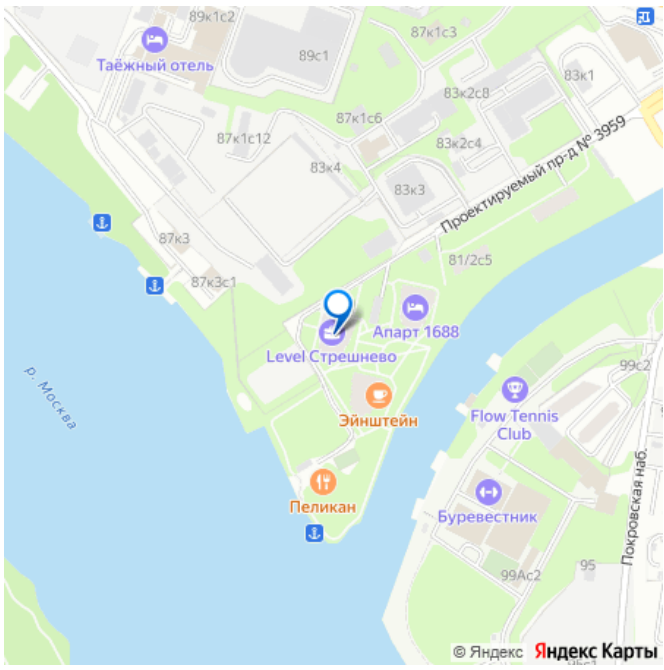 89к1с2
87к1с3
Таёжный отель
89с1
83к1
83к2с8
87к1с6
87к1с12
83к2с4
83к4
83к3
Проектируемый пр-д № 3959
87к3
81/2с5
87к3с1
Апарт 1688
Level Стрешнево
р. Москва
99с2
Эйнштейн
Flow Tennis
Club
Пеликан
Буревестник
Покровская наб.
95
99Ас2
© Яндекс Яндекс Карты